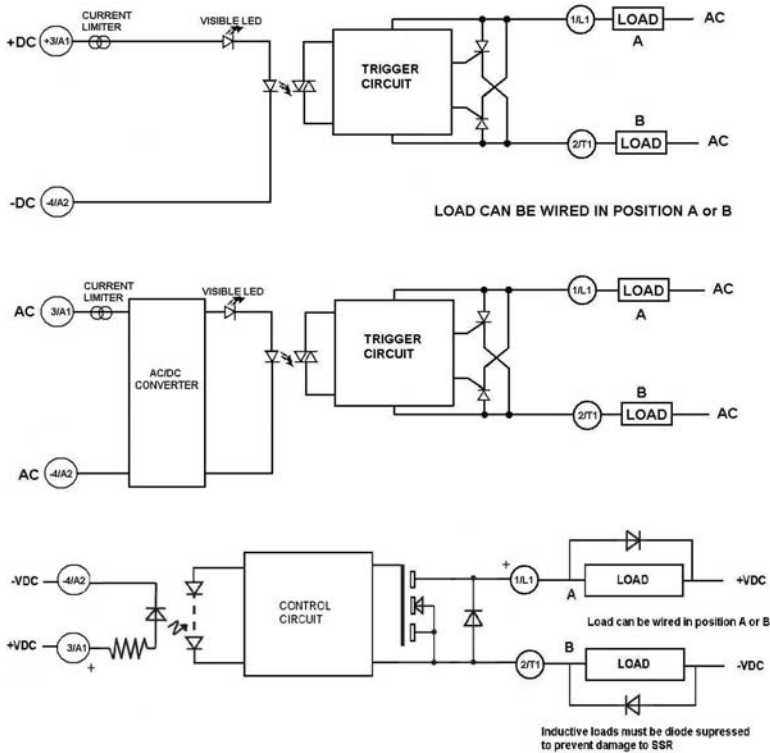 CURRENT
LIMITER
VISIBLE LED
+DC
+3/A1
TRIGGER
CIRCUIT
1/L1
LOAD
AC
A
B
2/T1
LOAD
AC
-DC
-4/A2
LOAD CAN BE WIRED IN POSITION A or B
CURRENT
LIMITER
VISIBLE LED
AC
3/A1
AC/DC
CONVERTER
TRIGGER
CIRCUIT
1/L1
LOAD
AC
A
B
2/T1
LOAD
AC
AC
-4/A2
-VDC
-4/A2
+VDC
3/A1
+
CONTROL
CIRCUIT
+
1/L1
A
LOAD
+VDC
Load can be wired in position A or B
2/T1
B
LOAD
-VDC
Inductive loads must be diode supressed
to prevent damage to SSR